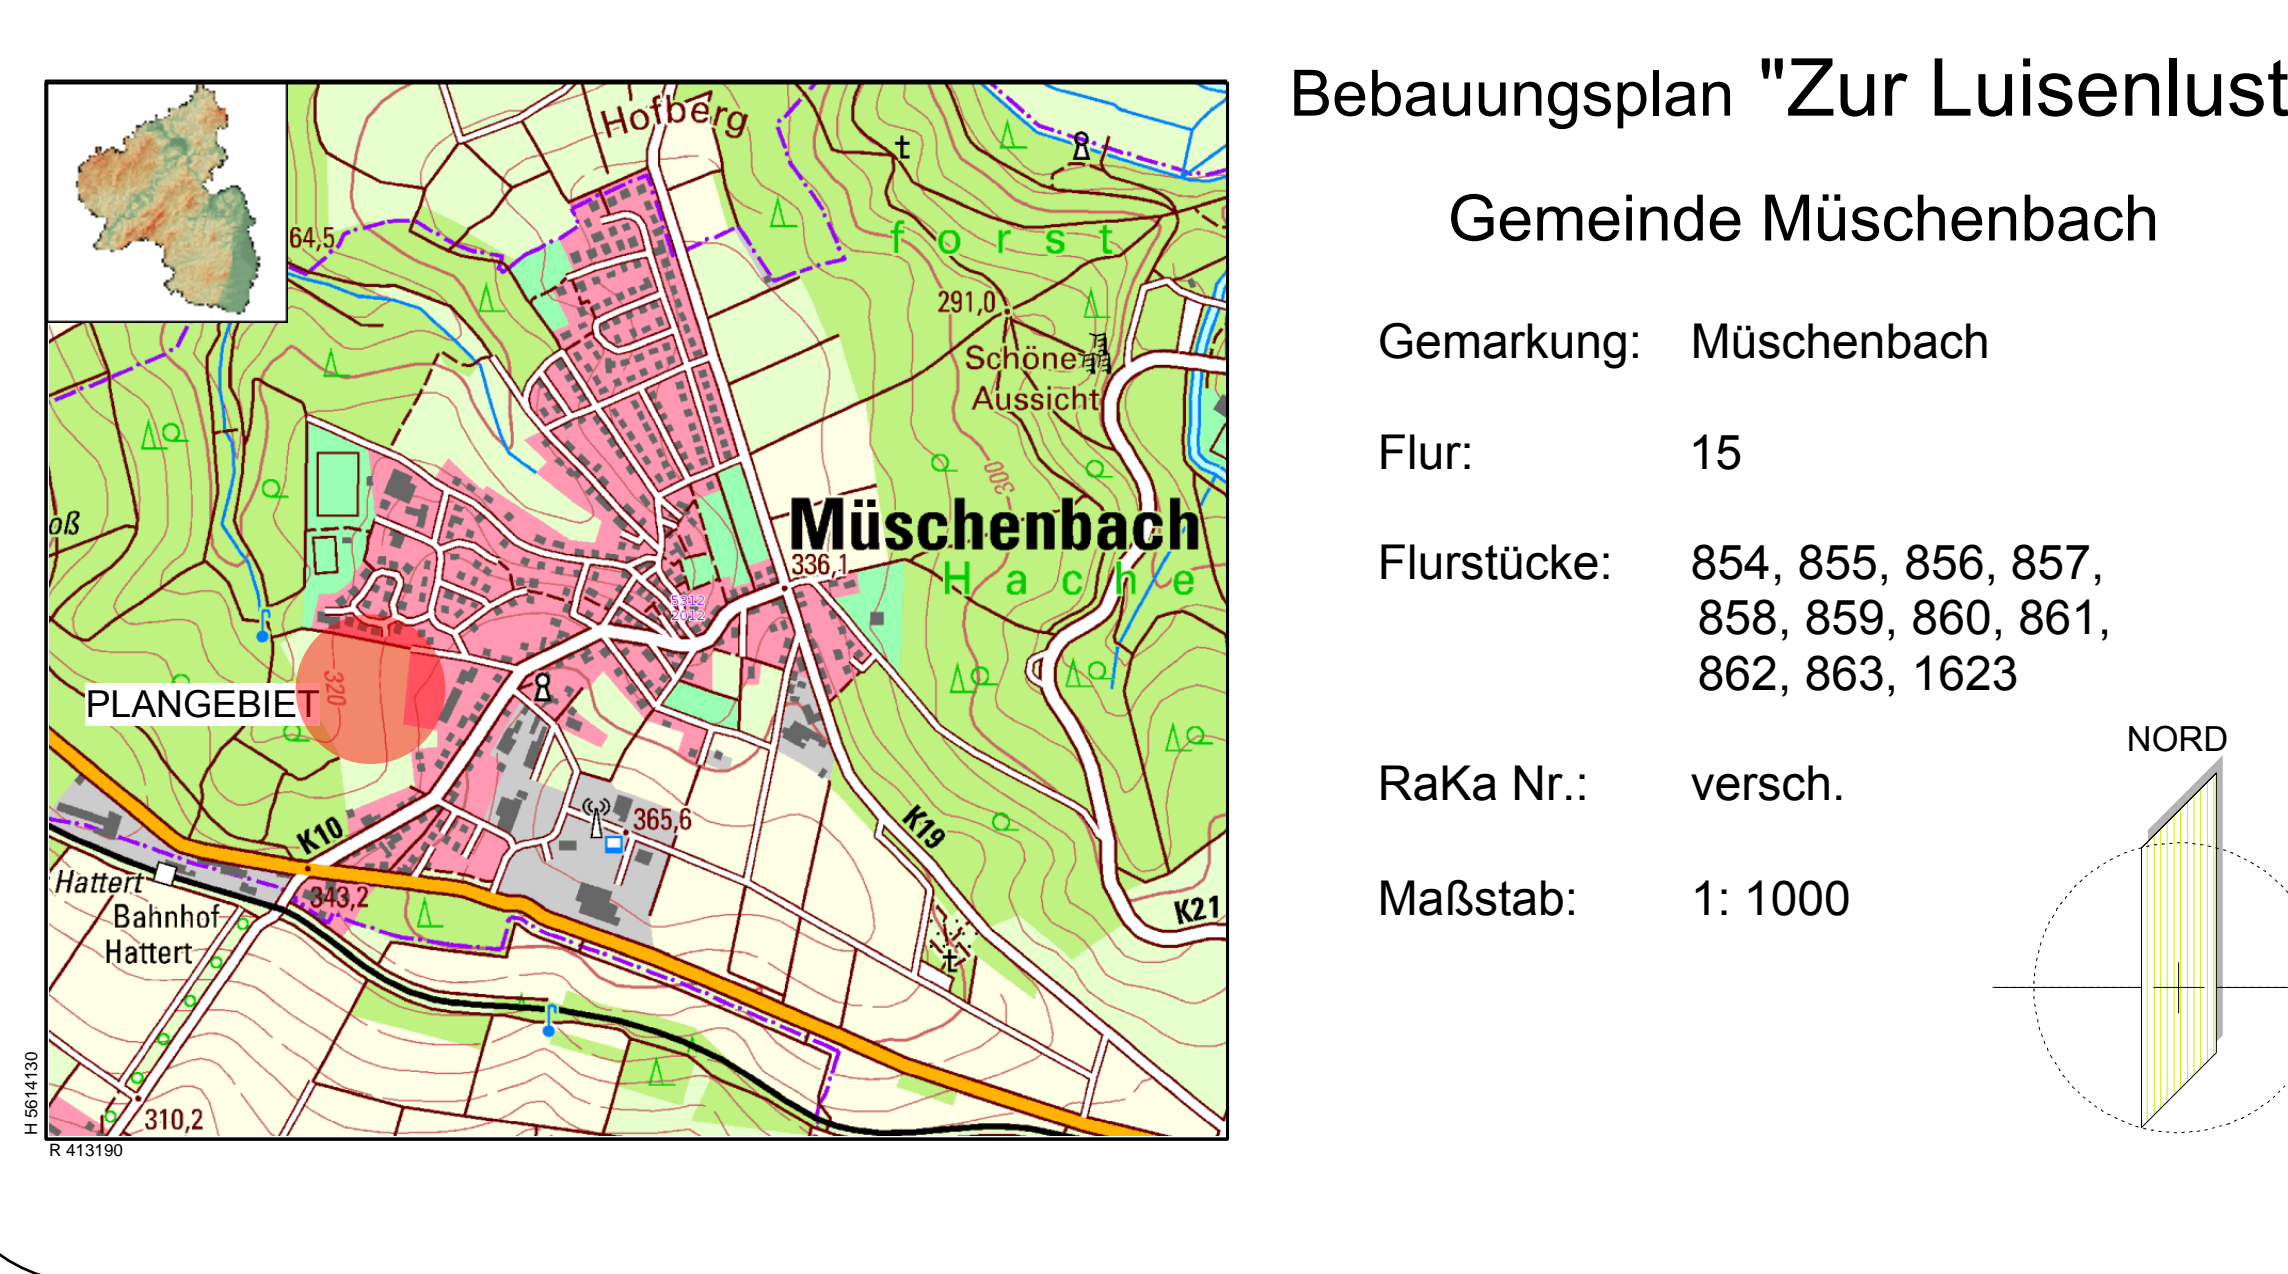 Bebauungsplan "Zur Luisenlust
Gemeinde Müschenbach
Gemarkung: Müschenbach
Flur: 15
Flurstücke: 854, 855, 856, 857,
858, 859, 860, 861,
862, 863, 1623
RaKa Nr.: versch.
Maßstab: 1: 1000
NORD
Hofberg
t
64,5
f o r s t
291,0
Schöne
Aussicht
300
oß
Müschenbach
336,1
H a c h e
5312
2012
320
PLANGEBIET
K10
365,6
K19
Hattert
343,2
Bahnhof
Hattert
K21
t
310,2
H 5614130
R 413190